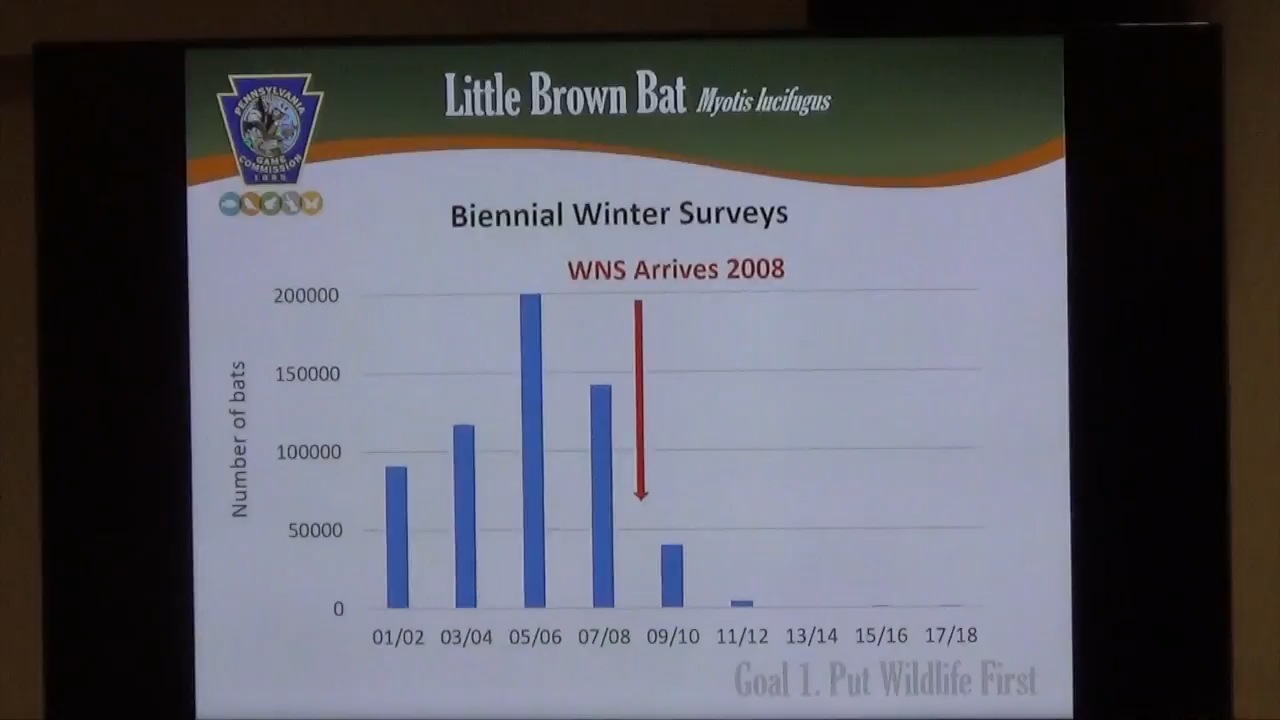 Little Brown Bat Myotis lucifugus
PENNSYLVANIA
GAME
COMMISSION
1895
Biennial Winter Surveys
WNS Arrives 2008
Number of bats
200000
150000
100000
50000
0
01/02 03/04 05/06 07/08 09/10 11/12 13/14 15/16 17/18
Goal 1. Put Wildlife First